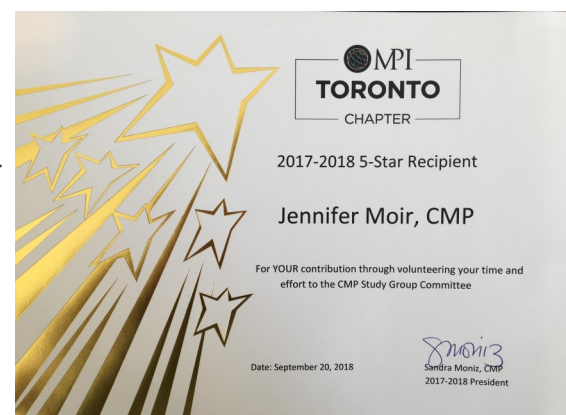 MPI
TORONTO
CHAPTER
2017-2018 5-Star Recipient
Jennifer Moir, CMP
For YOUR contribution through volunteering your time and
effort to the CMP Study Group Committee
Smoniz
Date: September 20, 2018
Sandra Moniz, CMP
2017-2018 President